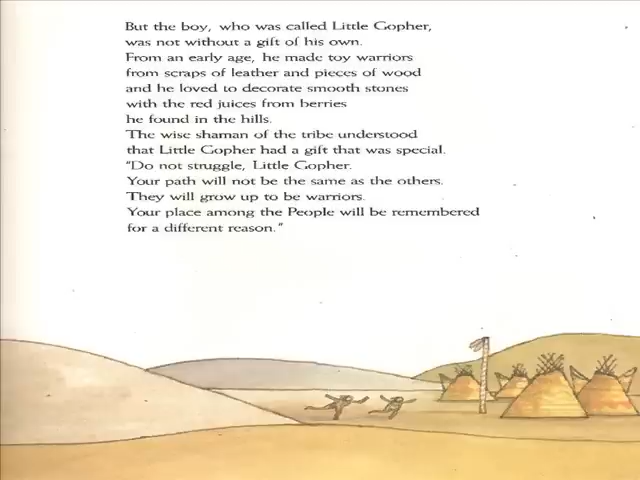 But the boy, who was called Little Gopher,
was not without a gift of his own.
From an early age, he made toy warriors
from scraps of leather and pieces of wood
and he loved to decorate smooth stones
with the red juices from berries
he found in the hills.
The wise shaman of the tribe understood
that Little Gopher had a gift that was special.
"Do not struggle, Little Gopher.
Your path will not be the same as the others.
They will grow up to be warriors.
Your place among the People will be remembered
for a different reason."